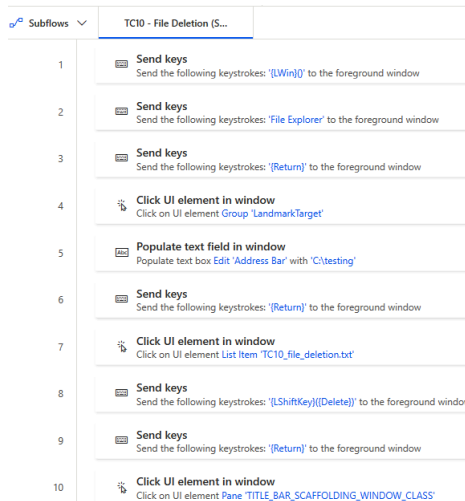 Subflows
TC10 - File Deletion (S...
1
Send keys
Send the following keystrokes: '{LWin}()' to the foreground window
2
Send keys
Send the following keystrokes: 'File Explorer' to the foreground window
3
Send keys
Send the following keystrokes: '{Return}' to the foreground window
4
Click UI element in window
Click on UI element Group 'LandmarkTarget'
5
Abc
Populate text field in window
Populate text box Edit 'Address Bar' with 'C:\testing'
6
Send keys
Send the following keystrokes: '{Return}' to the foreground window
7
Click UI element in window
Click on UI element List Item 'TC10_file_deletion.txt'
8
Send keys
Send the following keystrokes: '{LShiftKey}({Delete})' to the foreground window
9
Send keys
Send the following keystrokes: '{Return}' to the foreground window
10
Click UI element in window
Click on UI element Pane 'TITLE_BAR_SCAFFOLDING_WINDOW_CLASS'